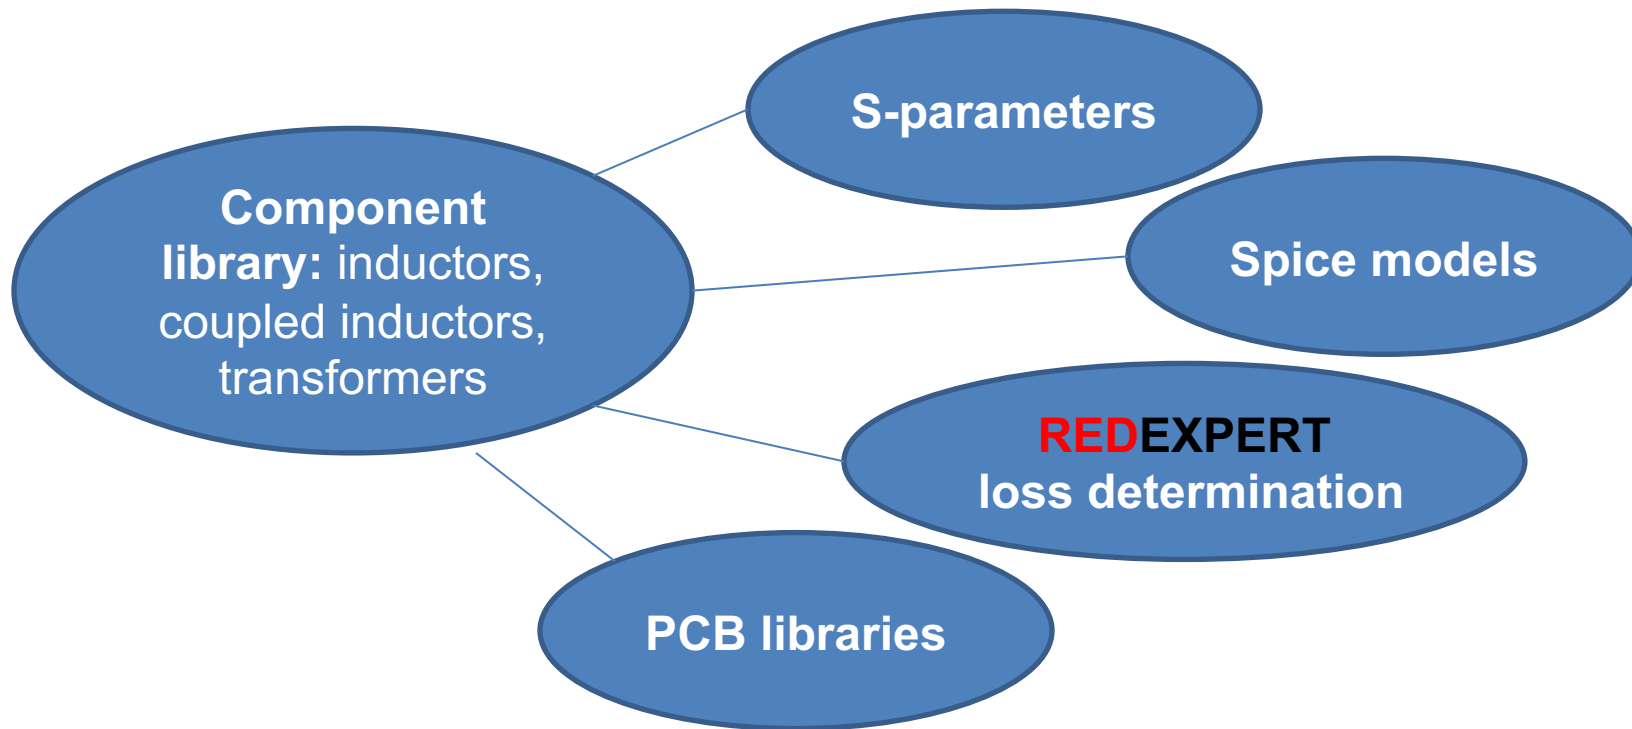 Component
library: inductors,
coupled inductors,
transformers
S-parameters
Spice models
REDEXPERT
loss determination
PCB libraries